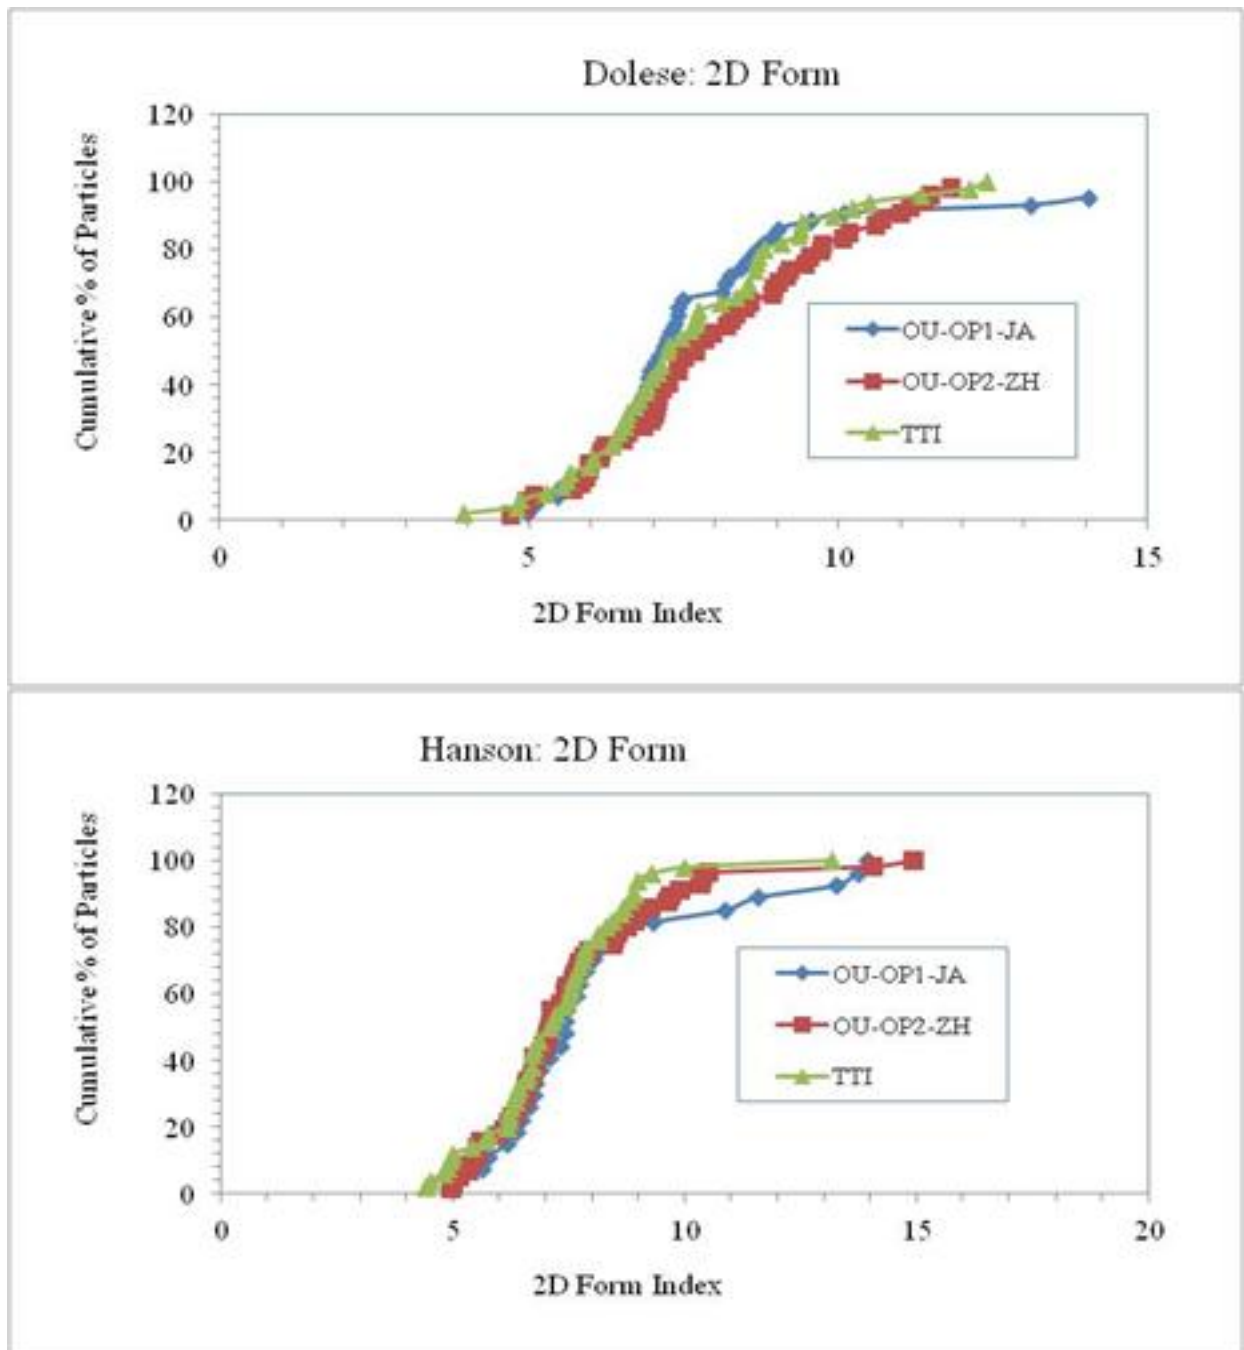 Dolese: 2D Form
Cumulative % of Particles
120
100
80
60
40
20
0
0 5 10 15
2D Form Index
OU-OP1-JA
OU-OP2-ZH
TTI
Hanson: 2D Form
Cumulative % of Particles
120
100
80
60
40
20
0
0 5 10 15 20
2D Form Index
OU-OP1-JA
OU-OP2-ZH
TTI